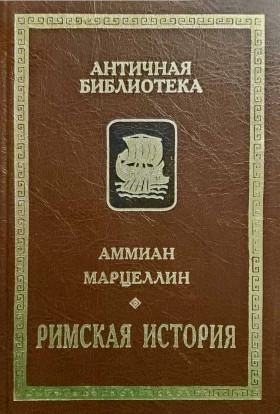 АНТИЧНАЯ
БИБЛИОТЕКА
АММИАН
МАРЦЕЛЛИН
РИМСКАЯ ИСТОРИЯ